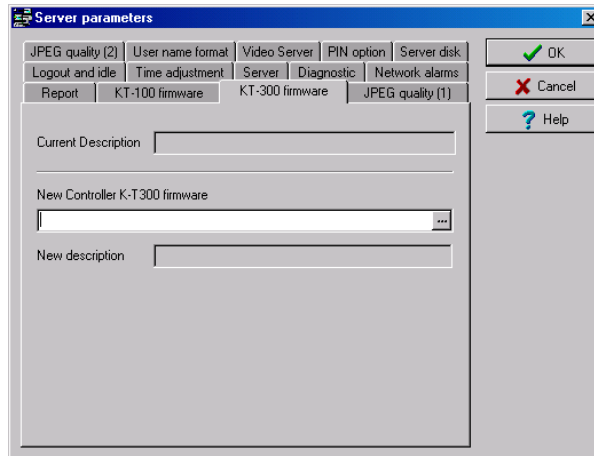 Server parameters
JPEG quality (2) User name format Video Server PIN option Server disk
Logout and idle Time adjustment Server Diagnostic Network alarms
Report KT-100 firmware KT-300 firmware JPEG quality (1)
OK
Cancel
Help
Current Description
New Controller K-T300 firmware
...
New description